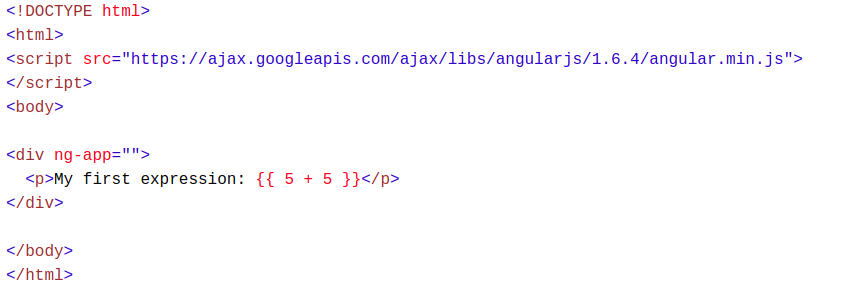 <!DOCTYPE html>
<html>
<script src="https://ajax.googleapis.com/ajax/libs/angularjs/1.6.4/angular.min.js">
</script>
<body>

<div ng-app="">
  <p>My first expression: {{ 5 + 5 }}</p>
</div>

</body>
</html>